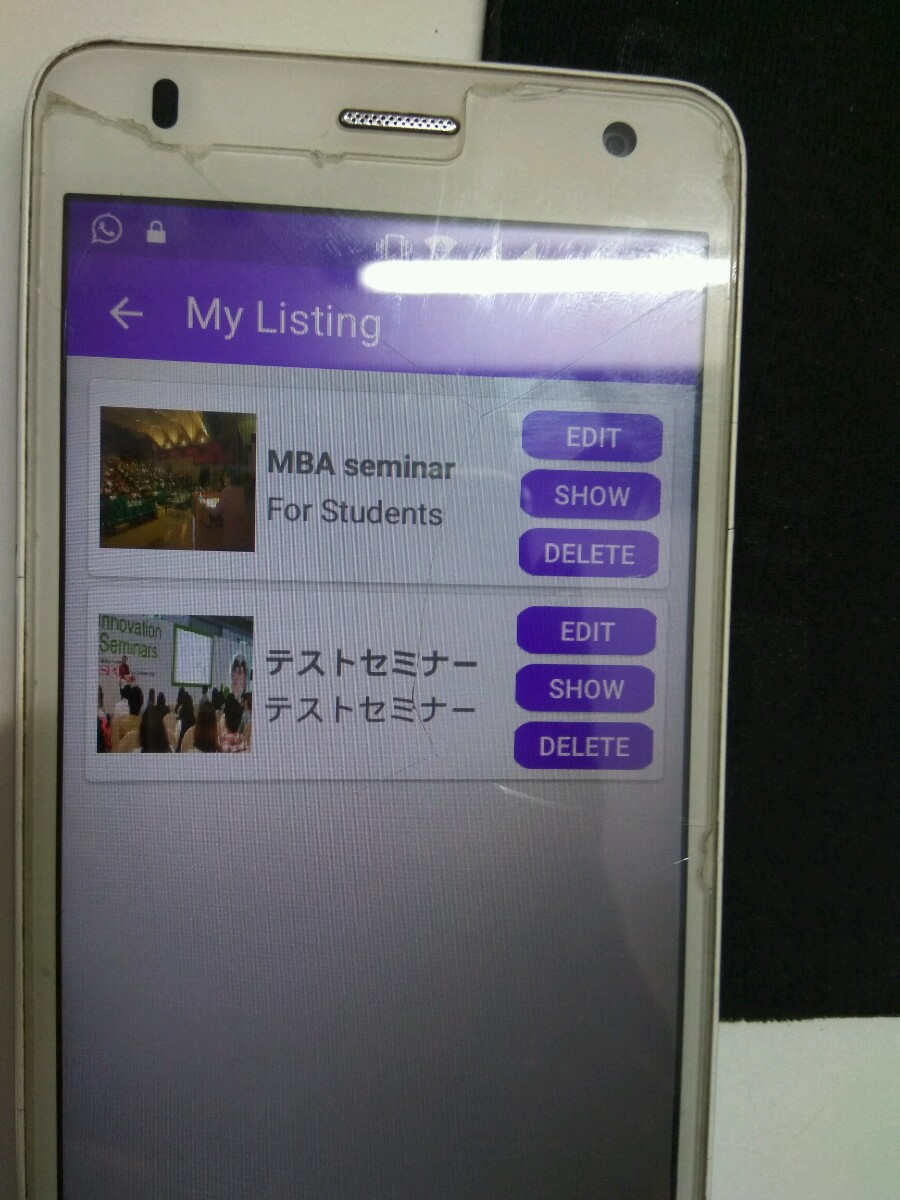 My Listing
MBA seminar
For Students
EDIT
SHOW
DELETE
Innovation
Seminars
テストセミナー
テストセミナー
EDIT
SHOW
DELETE